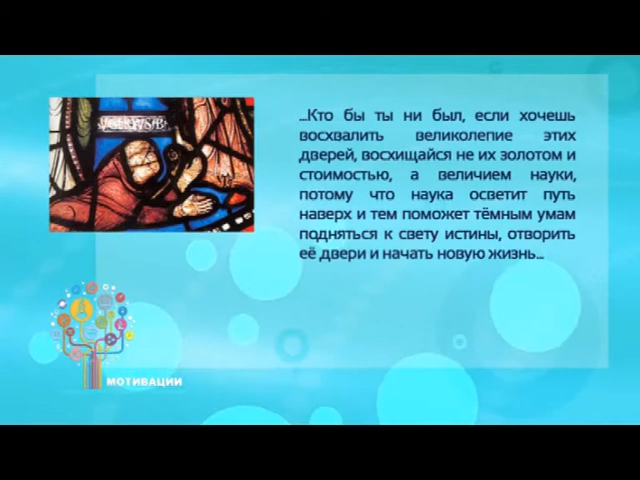 ...Кто бы ты ни был, если хочешь
восхвалить великолепие этих
дверей, восхищайся не их золотом и
стоимостью, а величием науки,
потому что наука осветит путь
наверх и тем поможет тёмным умам
подняться к свету истины, отворить
её двери и начать новую жизнь...
МОТИВАЦИИ